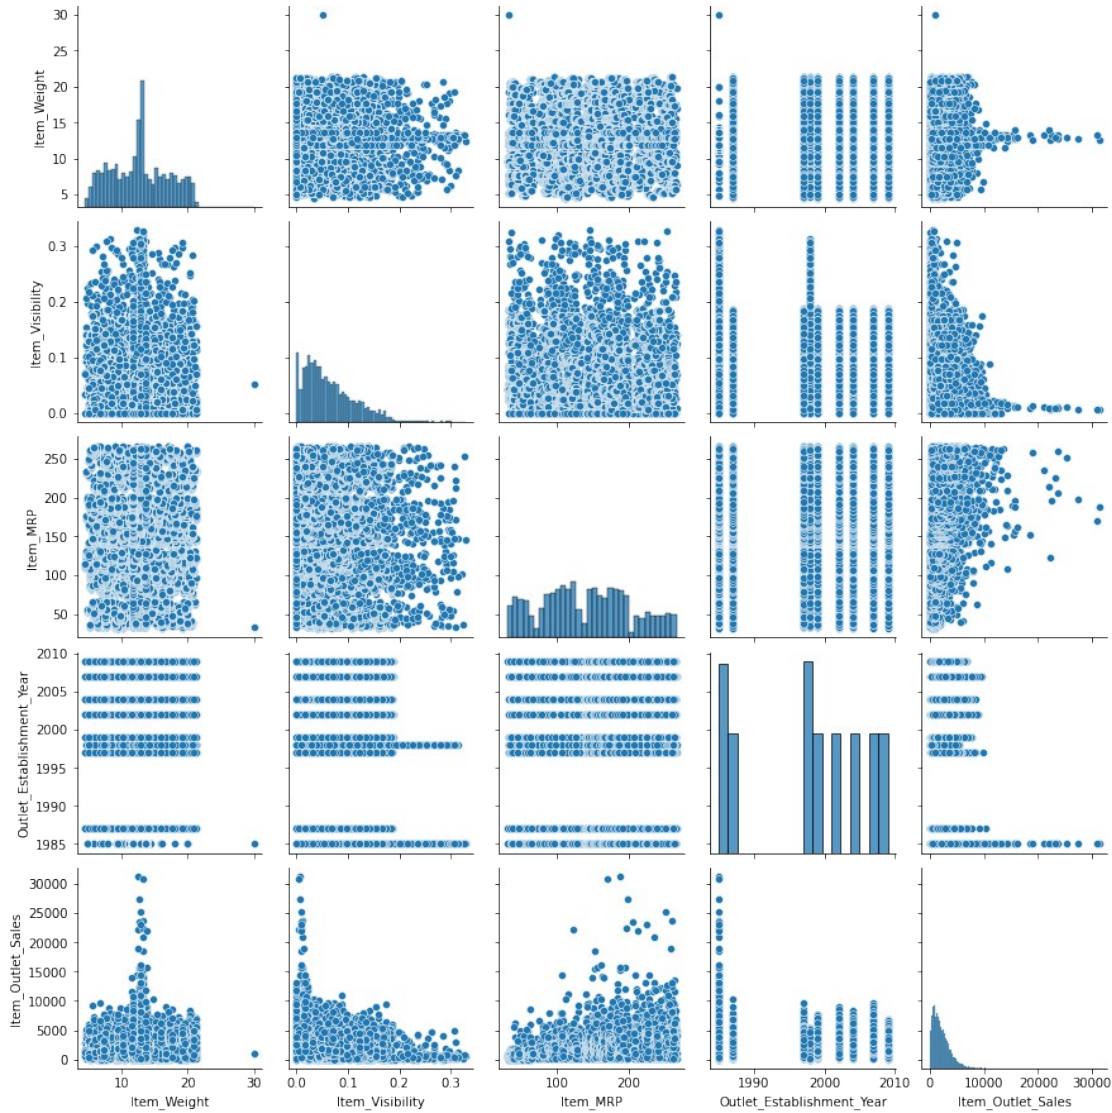 30
25
20
15
10
5
Item_Weight
0.3
0.2
0.1
0.0
Item_Visibility
250
200
150
100
50
Item_MRP
2010
2005
2000
1995
1990
1985
Outlet_Establishment_Year
30000
25000
20000
15000
10000
5000
0
Item_Outlet_Sales
10 20 30
Item_Weight
0.0 0.1 0.2 0.3
Item_Visibility
100 200
Item_MRP
1990 2000 2010
Outlet_Establishment_Year
0 10000 20000 30000
Item_Outlet_Sales